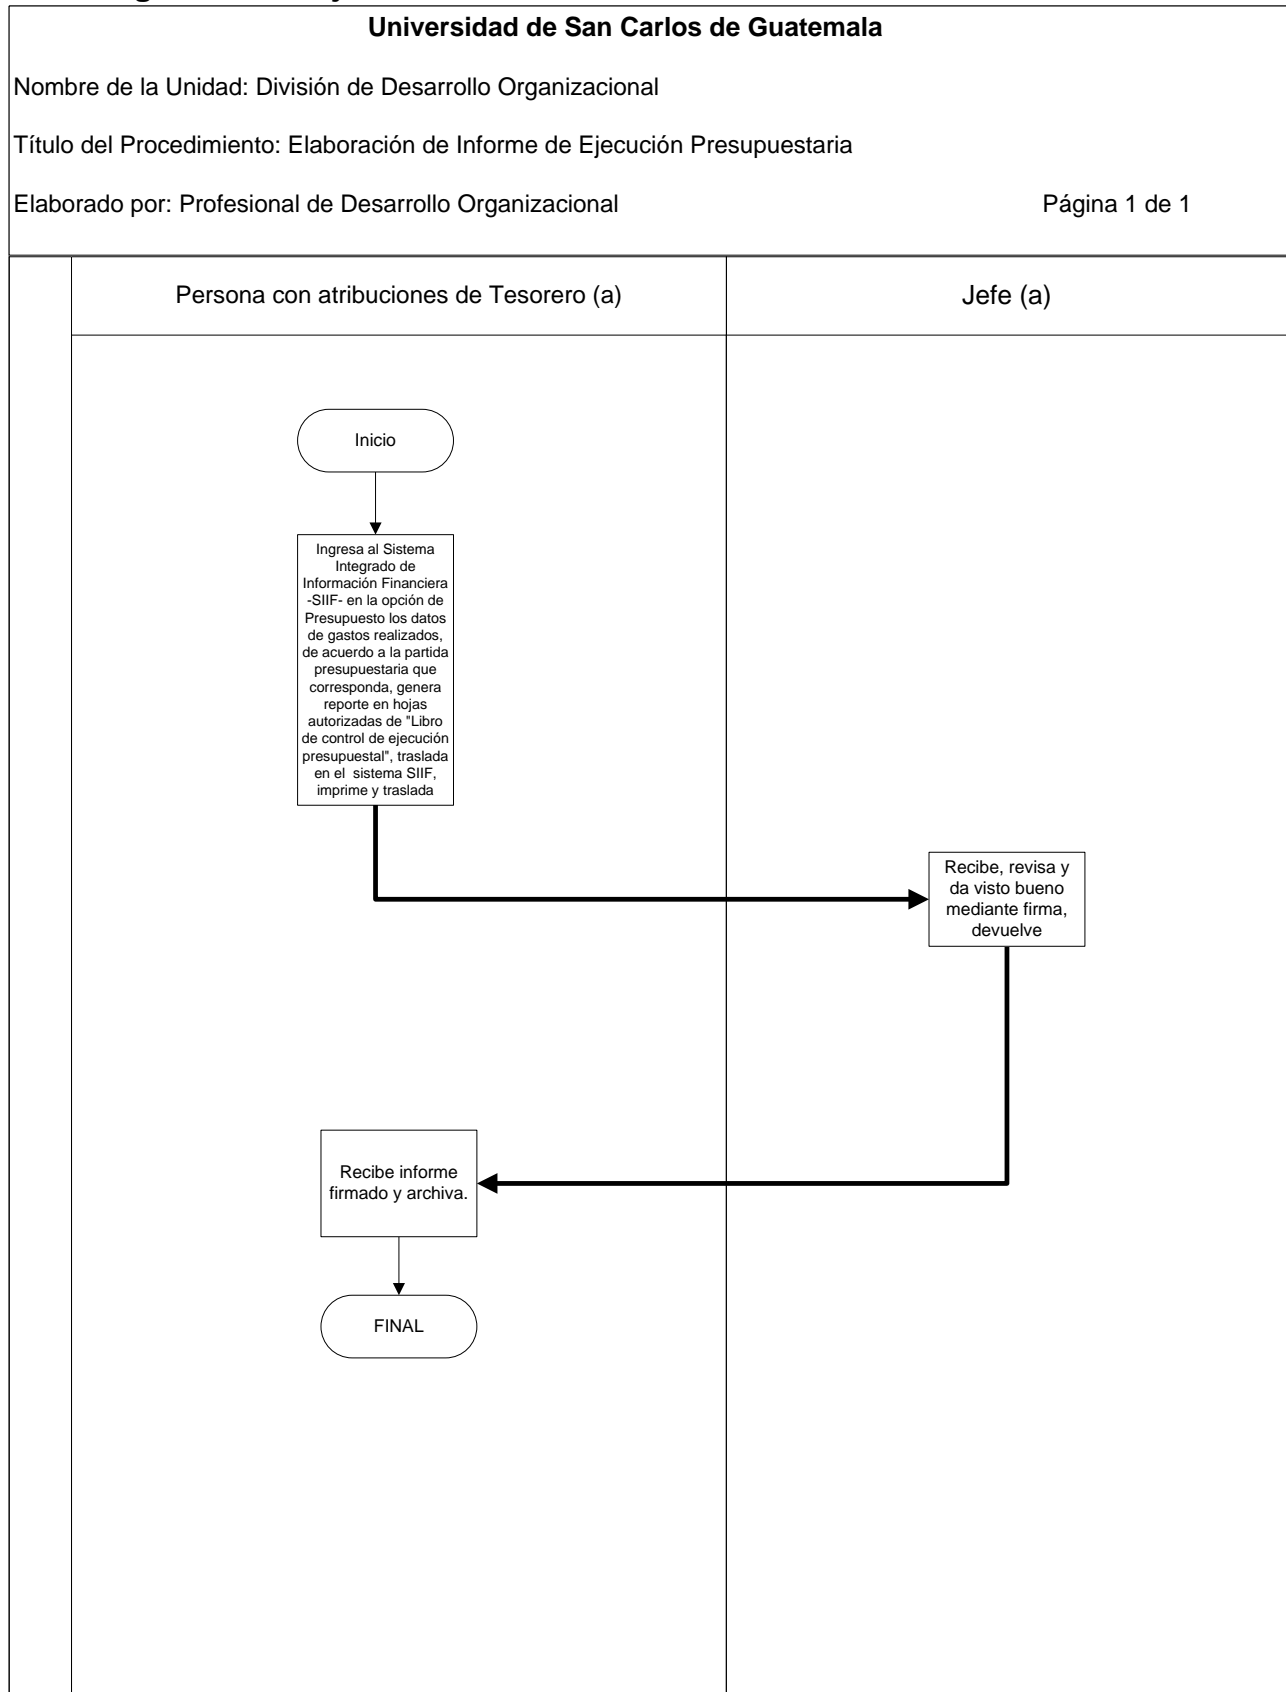 Universidad de San Carlos de Guatemala
Nombre de la Unidad: División de Desarrollo Organizacional
Título del Procedimiento: Elaboración de Informe de Ejecución Presupuestaria
Elaborado por: Profesional de Desarrollo Organizacional Página 1 de 1
Persona con atribuciones de Tesorero (a)
Jefe (a)
Inicio
Ingresa al Sistema
Integrado de
Información Financiera
-SIIF- en la opción de
Presupuesto los datos
de gastos realizados,
de acuerdo a la partida
presupuestaria que
corresponda, genera
reporte en hojas
autorizadas de "Libro
de control de ejecución
presupuestal", traslada
en el  sistema SIIF,
imprime y traslada
Recibe, revisa y
da visto bueno
mediante firma,
devuelve
Recibe informe
firmado y archiva.
FINAL